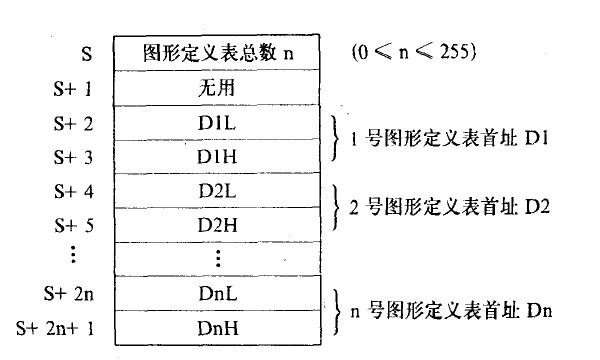 S 图形定义表总数 n (0 < n < 255)
S+ 1 无用
S+ 2 D1L
1 号图形定义表首址 D1
S+ 3 D1H
S+ 4 D2L
2 号图形定义表首址 D2
S+ 5 D2H
⋮ ⋮
S+ 2n DnL
n 号图形定义表首址 Dn
S+ 2n+ 1 DnH